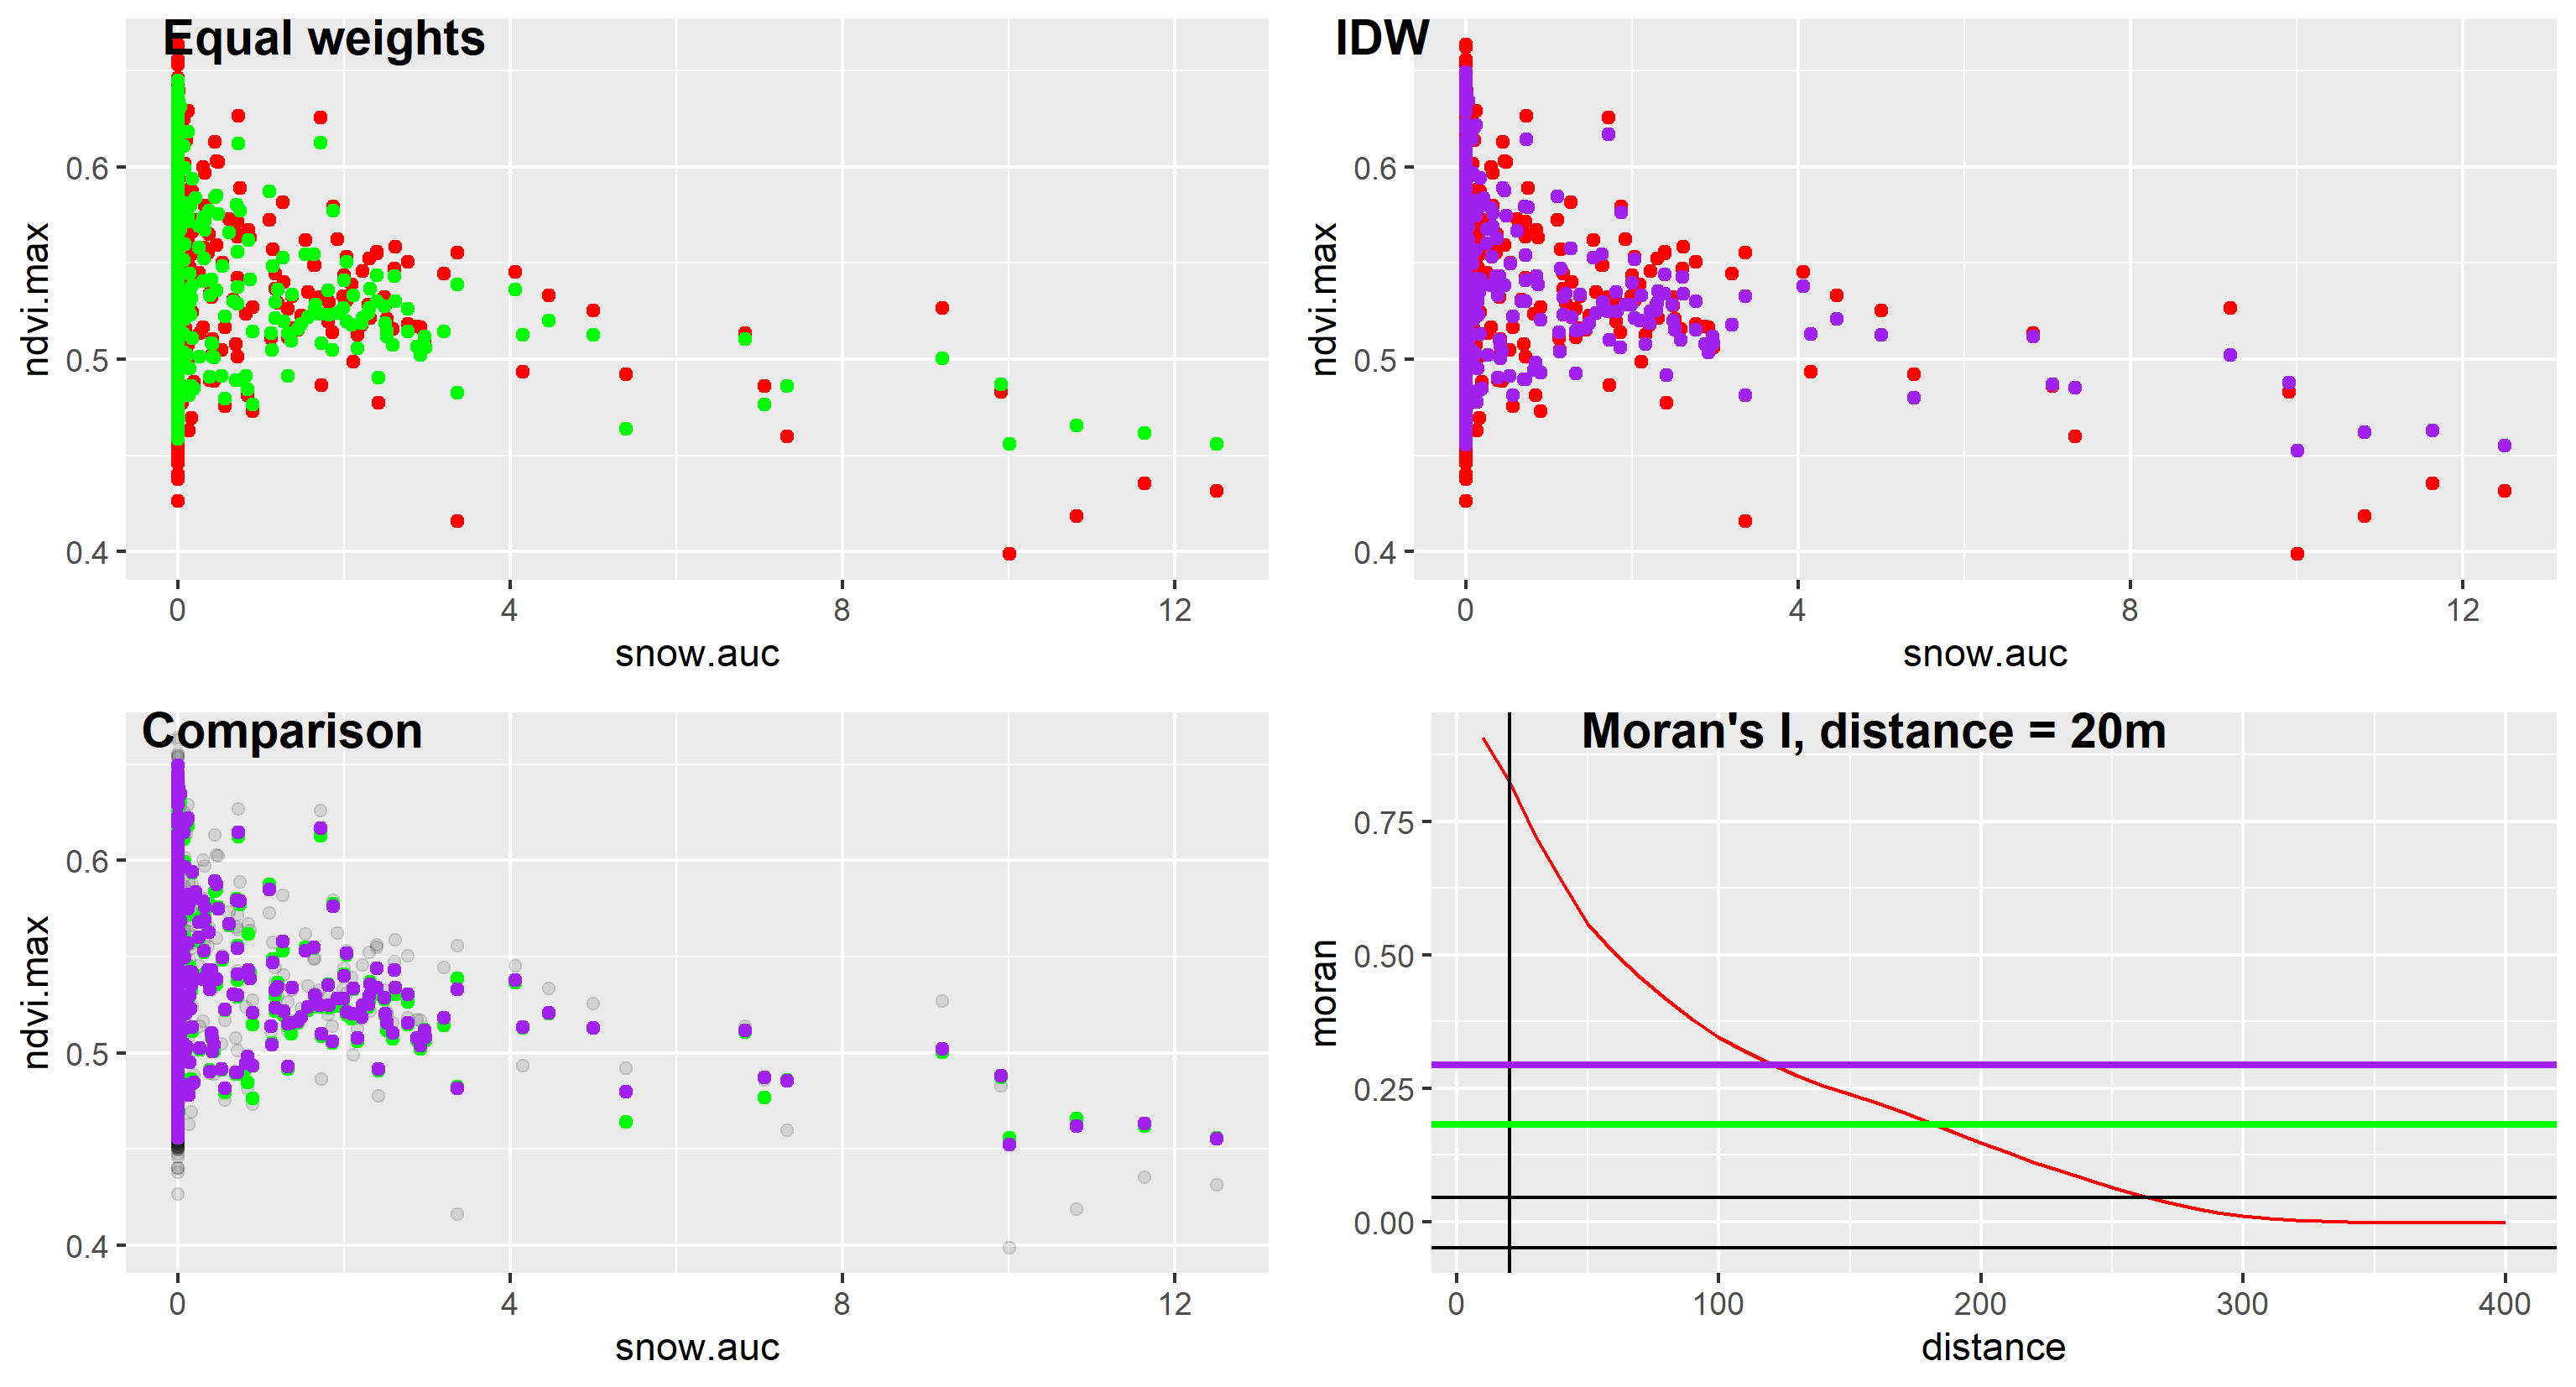 Equal weights
ndvi.max
0.6
0.5
0.4
0 4 8 12
snow.auc
IDW
ndvi.max
0.6
0.5
0.4
0 4 8 12
snow.auc
Comparison
ndvi.max
0.6
0.5
0.4
0 4 8 12
snow.auc
Moran's I, distance = 20m
moran
0.75
0.50
0.25
0.00
0 100 200 300 400
distance